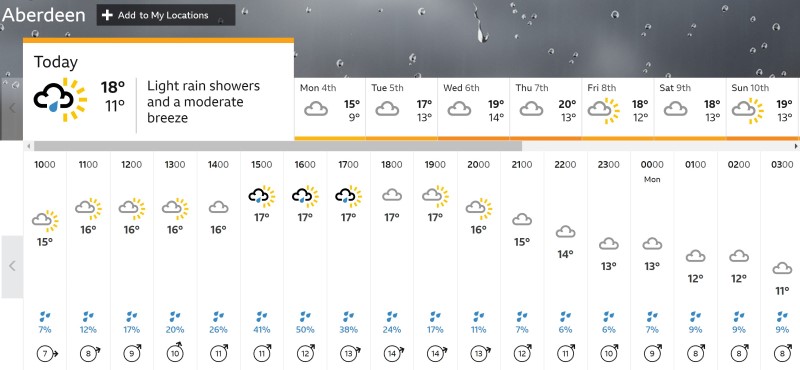 Aberdeen
+ Add to My Locations
Today
18°
11°
Light rain showers
and a moderate
breeze
Mon 4th
15°
9°
Tue 5th
17°
13°
Wed 6th
19°
14°
Thu 7th
20°
13°
Fri 8th
18°
12°
Sat 9th
18°
13°
Sun 10th
19°
13°
1000 1100 1200 1300 1400 1500 1600 1700 1800 1900 2000 2100 2200 2300 0000 0100 0200 0300
Mon
15° 16° 16° 16° 16° 17° 17° 17° 17° 17° 16° 15° 14° 13° 13° 12° 12° 11°
7% 12% 17% 20% 26% 41% 50% 38% 24% 17% 11% 7% 6% 6% 7% 9% 9% 9%
7 8 9 10 11 11 12 13 14 14 13 12 11 10 9 8 8 8